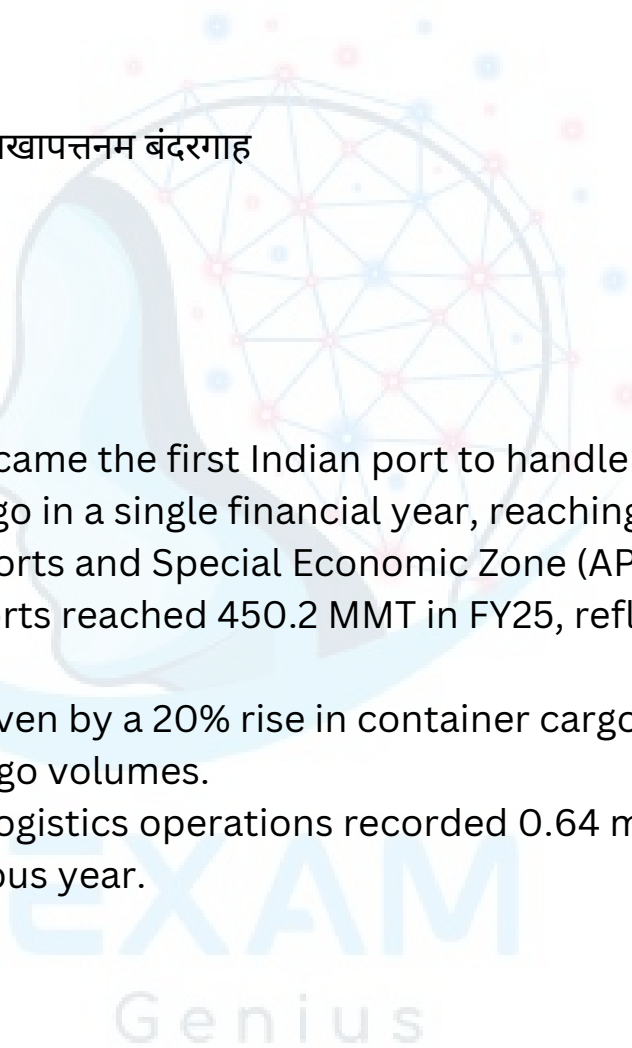 खापत्तनम बंदरगाह
came the first Indian port to handle
go in a single financial year, reaching
orts and Special Economic Zone (AP
rts reached 450.2 MMT in FY25, refl
ven by a 20% rise in container cargo
go volumes.
ogistics operations recorded 0.64 m
ous year.
EXAM
Genius